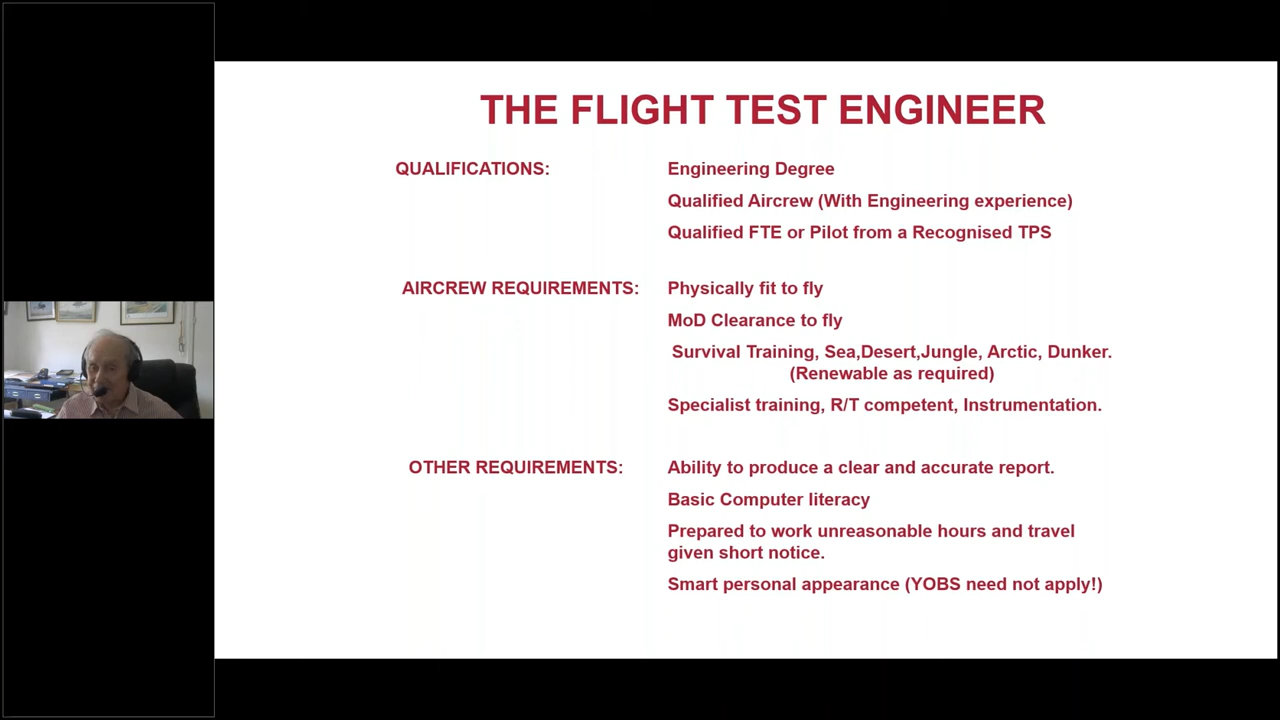 THE FLIGHT TEST ENGINEER
QUALIFICATIONS: Engineering Degree
Qualified Aircrew (With Engineering experience)
Qualified FTE or Pilot from a Recognised TPS
AIRCREW REQUIREMENTS: Physically fit to fly
MoD Clearance to fly
Survival Training, Sea,Desert,Jungle, Arctic, Dunker.
(Renewable as required)
Specialist training, R/T competent, Instrumentation.
OTHER REQUIREMENTS: Ability to produce a clear and accurate report.
Basic Computer literacy
Prepared to work unreasonable hours and travel
given short notice.
Smart personal appearance (YOBS need not apply!)